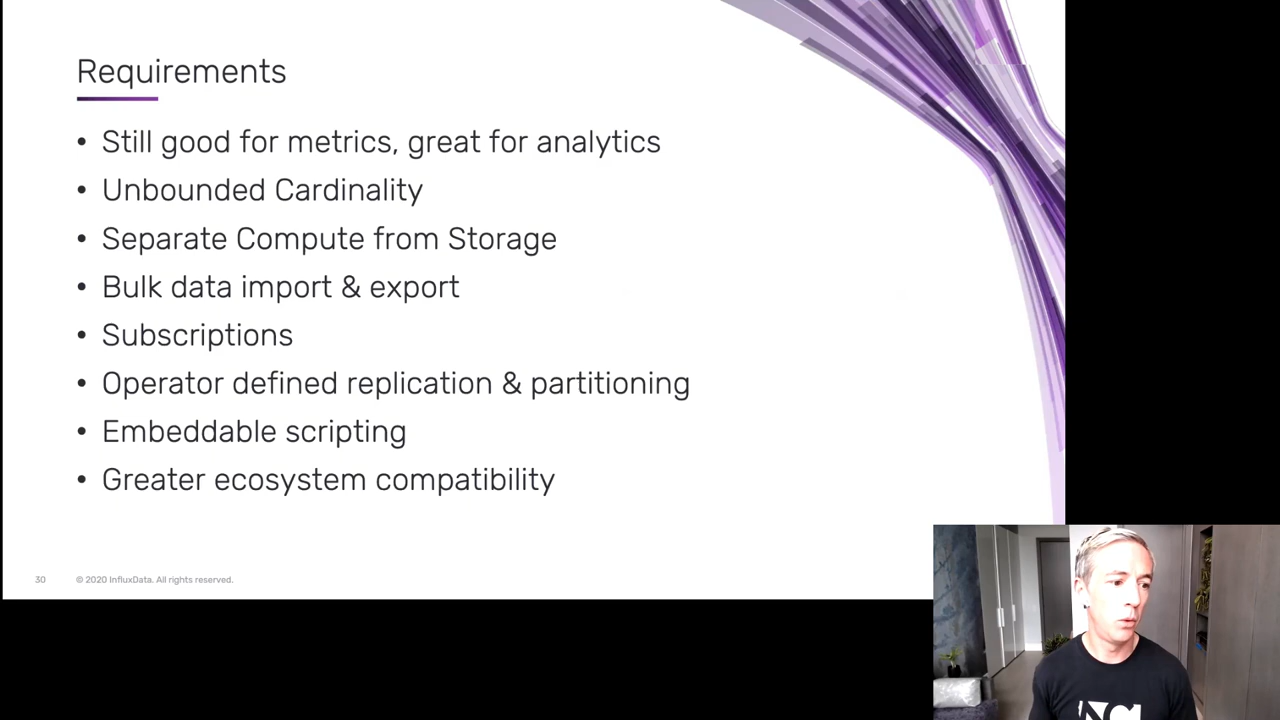 Requirements
• Still good for metrics, great for analytics
• Unbounded Cardinality
• Separate Compute from Storage
• Bulk data import & export
• Subscriptions
• Operator defined replication & partitioning
• Embeddable scripting
• Greater ecosystem compatibility
30 © 2020 InfluxData. All rights reserved.